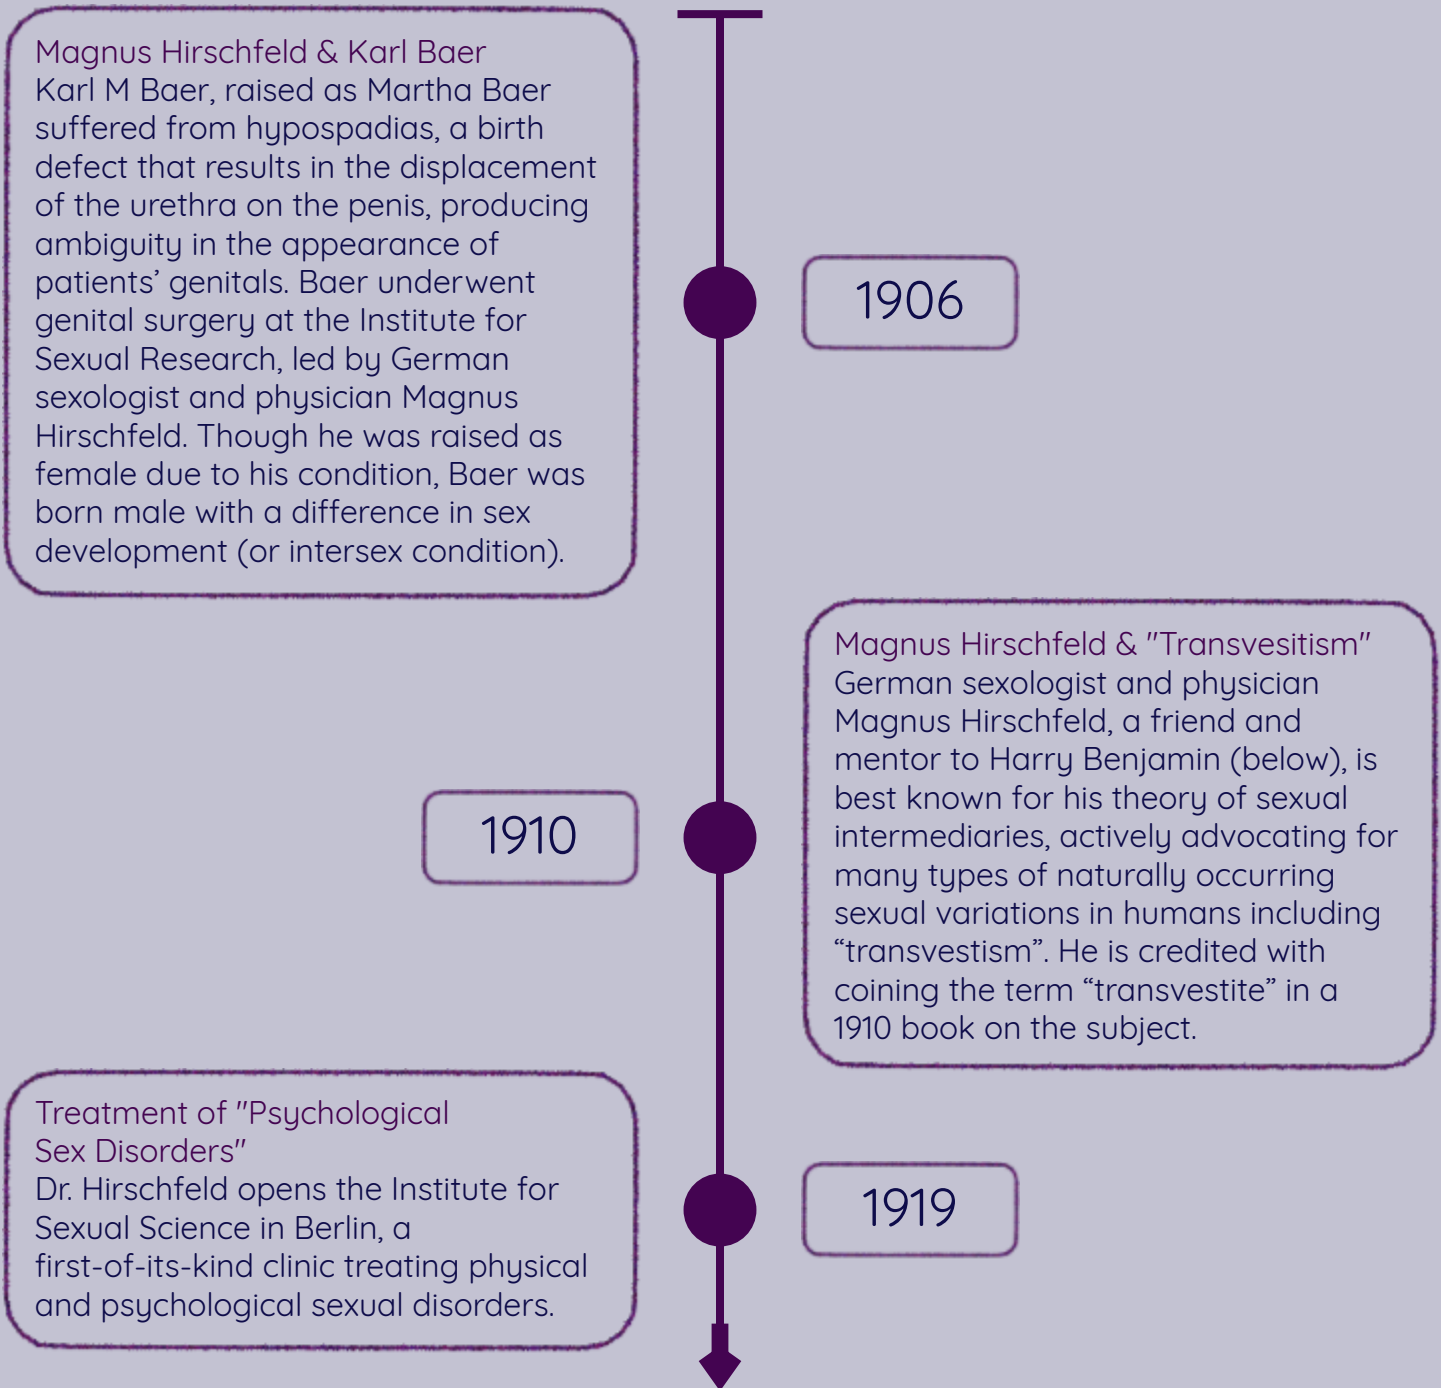 Magnus Hirschfeld & Karl Baer
Karl M Baer, raised as Martha Baer
suffered from hypospadias, a birth
defect that results in the displacement
of the urethra on the penis, producing
ambiguity in the appearance of
patients’ genitals. Baer underwent
genital surgery at the Institute for
Sexual Research, led by German
sexologist and physician Magnus
Hirschfeld. Though he was raised as
female due to his condition, Baer was
born male with a difference in sex
development (or intersex condition).
1906
Magnus Hirschfeld & "Transvesitism"
German sexologist and physician
Magnus Hirschfeld, a friend and
mentor to Harry Benjamin (below), is
best known for his theory of sexual
intermediaries, actively advocating for
many types of naturally occurring
sexual variations in humans including
“transvestism”. He is credited with
coining the term “transvestite” in a
1910 book on the subject.
1910
Treatment of "Psychological
Sex Disorders"
Dr. Hirschfeld opens the Institute for
Sexual Science in Berlin, a
first-of-its-kind clinic treating physical
and psychological sexual disorders.
1919